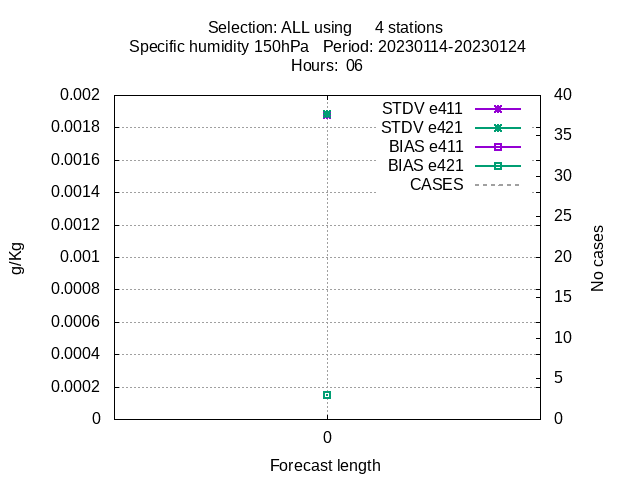 Selection: ALL using 4 stations
Specific humidity 150hPa Period: 20230114-20230124
Hours: 06
STDV e411
STDV e421
BIAS e411
BIAS e421
CASES
0.002
0.0018
0.0016
0.0014
0.0012
0.001
0.0008
0.0006
0.0004
0.0002
0
g/Kg
40
35
30
25
20
15
10
5
0
No cases
0
Forecast length